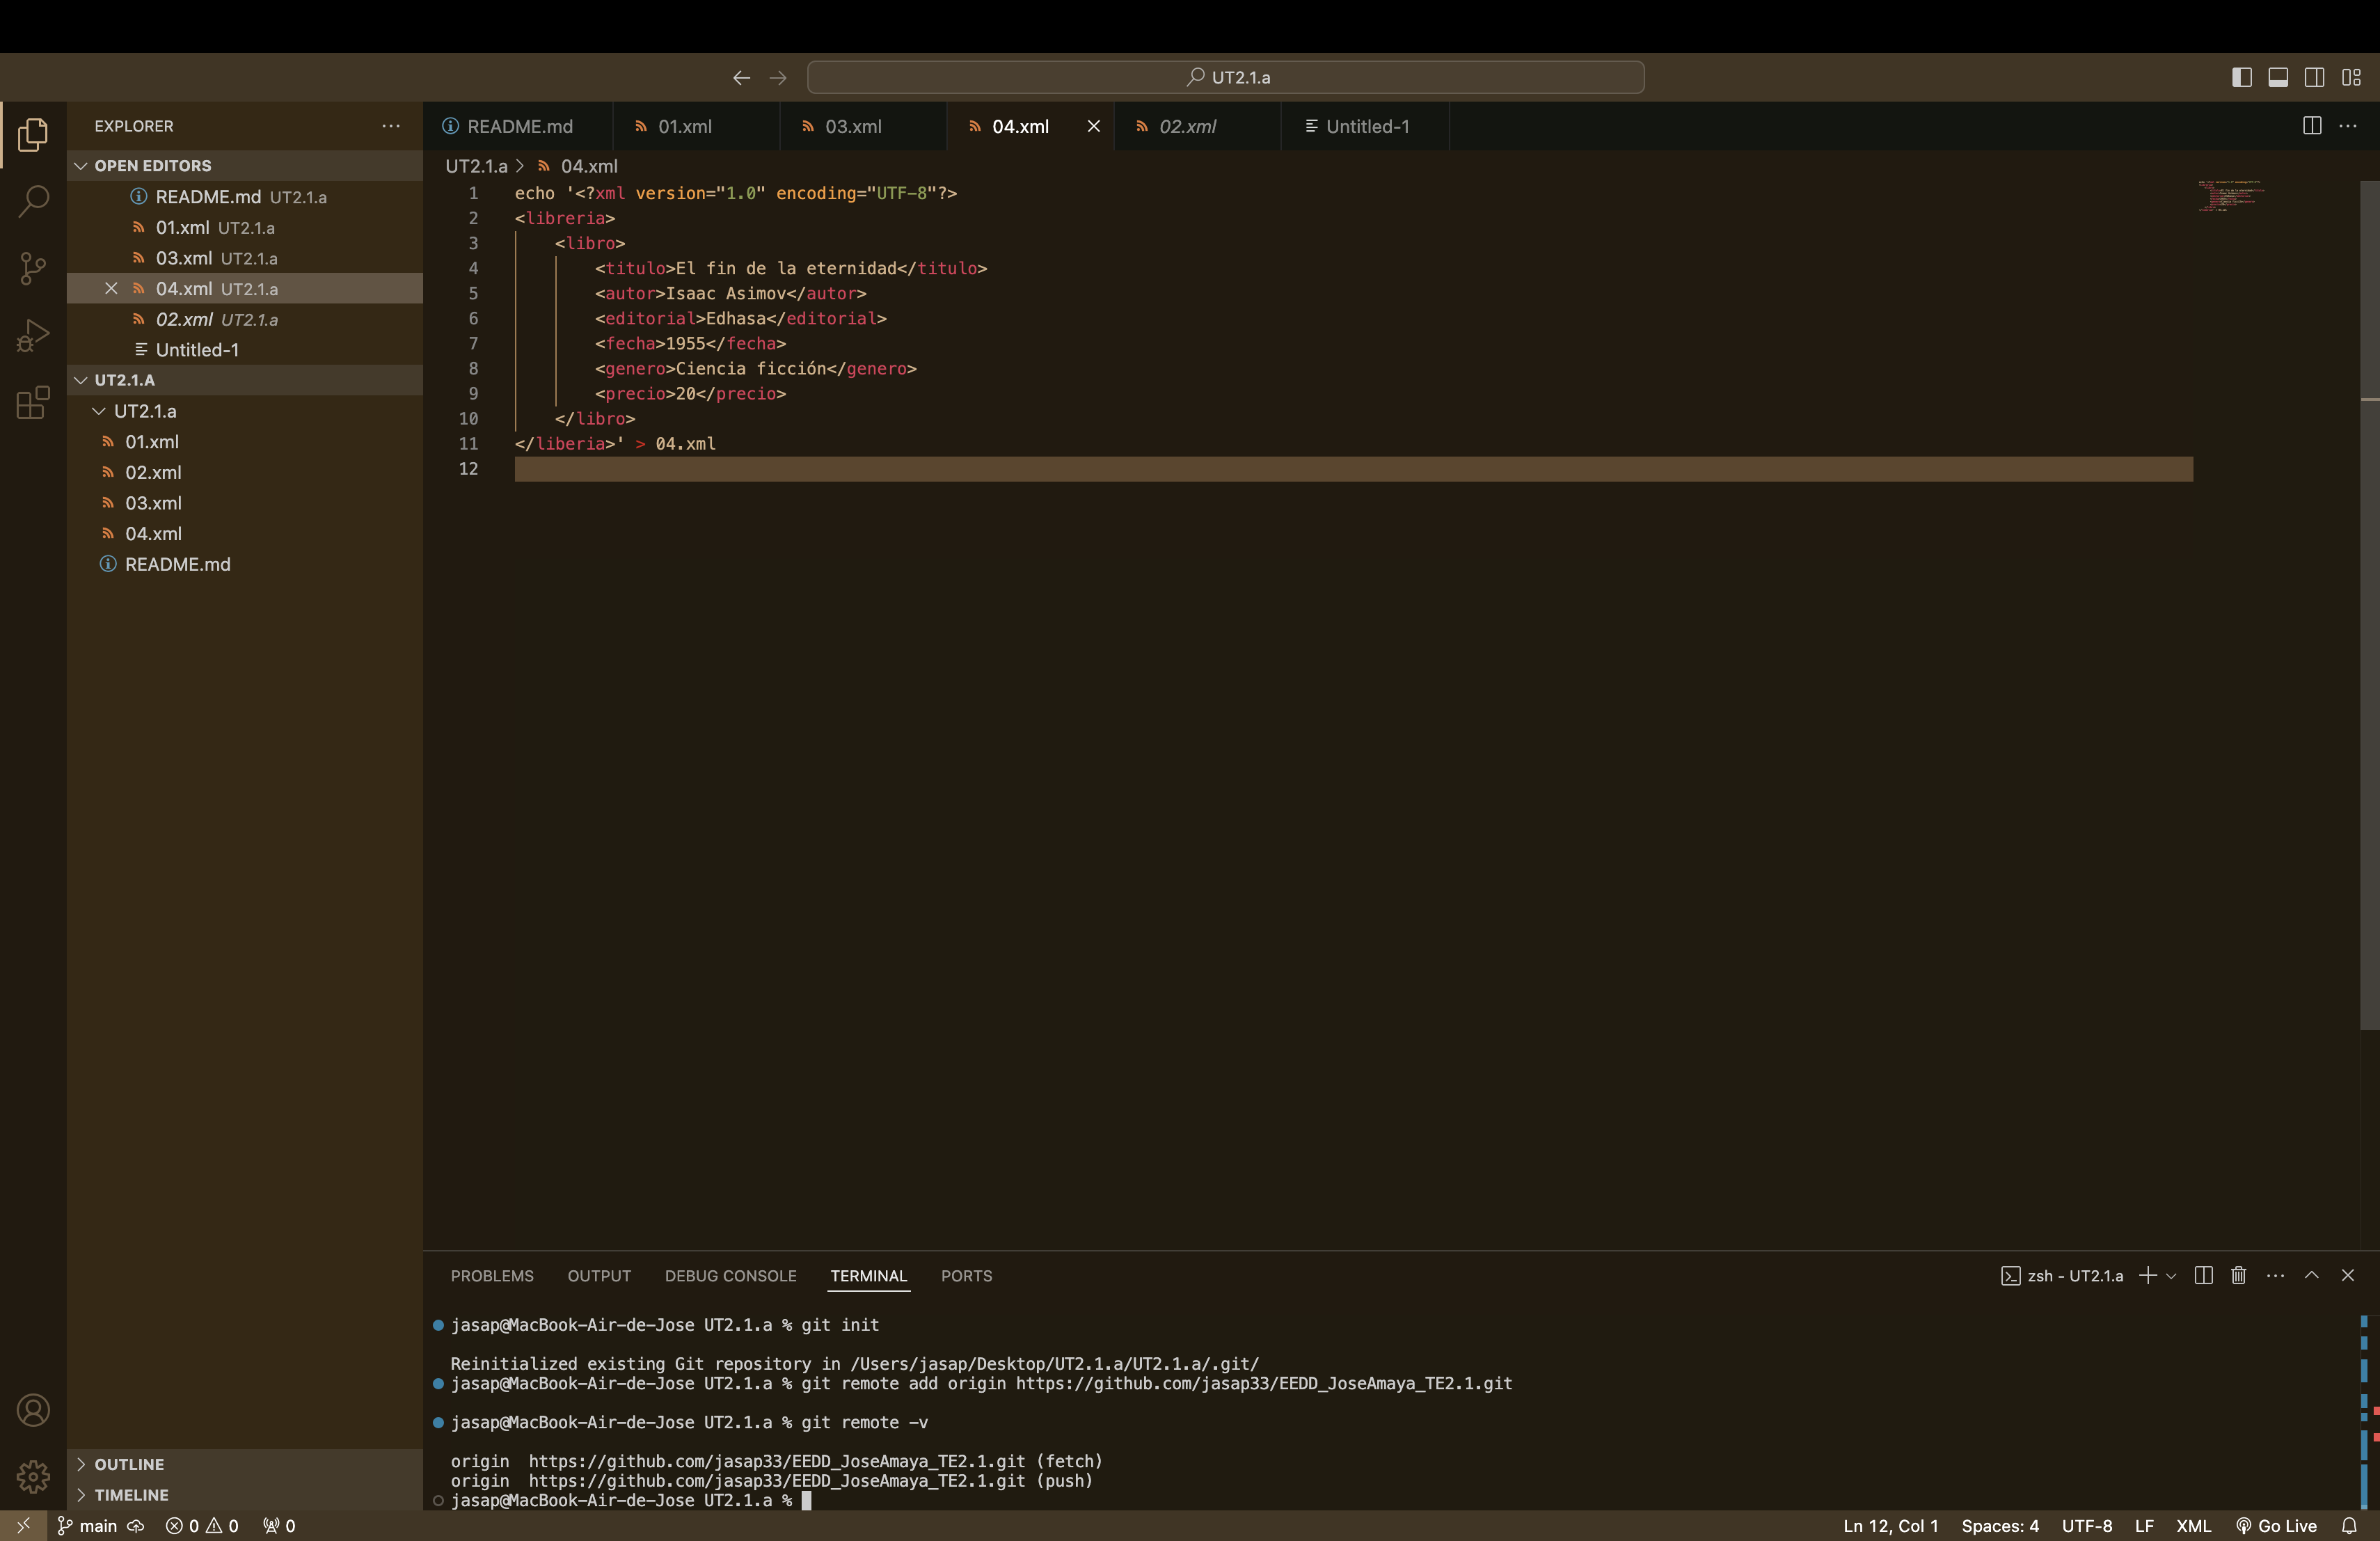 UT2.1.a
EXPLORER
OPEN EDITORS
README.md UT2.1.a
01.xml UT2.1.a
03.xml UT2.1.a
04.xml UT2.1.a
02.xml UT2.1.a
Untitled-1
UT2.1.A
UT2.1.a
01.xml
02.xml
03.xml
04.xml
README.md
OUTLINE
TIMELINE
README.md 01.xml 03.xml 04.xml 02.xml Untitled-1
UT2.1.a > 04.xml
1 echo '<?xml version="1.0" encoding="UTF-8"?>
2 <libreria>
3 <libro>
4 <titulo>El fin de la eternidad</titulo>
5 <autor>Isaac Asimov</autor>
6 <editorial>Edhasa</editorial>
7 <fecha>1955</fecha>
8 <genero>Ciencia ficción</genero>
9 <precio>20</precio>
10 </libro>
11 </liberia>' > 04.xml
12
PROBLEMS OUTPUT DEBUG CONSOLE TERMINAL PORTS
zsh - UT2.1.a
jasap@MacBook-Air-de-Jose UT2.1.a % git init
Reinitialized existing Git repository in /Users/jasap/Desktop/UT2.1.a/UT2.1.a/.git/
jasap@MacBook-Air-de-Jose UT2.1.a % git remote add origin https://github.com/jasap33/EEDD_JoseAmaya_TE2.1.git
jasap@MacBook-Air-de-Jose UT2.1.a % git remote -v
origin https://github.com/jasap33/EEDD_JoseAmaya_TE2.1.git (fetch)
origin https://github.com/jasap33/EEDD_JoseAmaya_TE2.1.git (push)
jasap@MacBook-Air-de-Jose UT2.1.a %
main 0 0 0 Ln 12, Col 1 Spaces: 4 UTF-8 LF XML Go Live